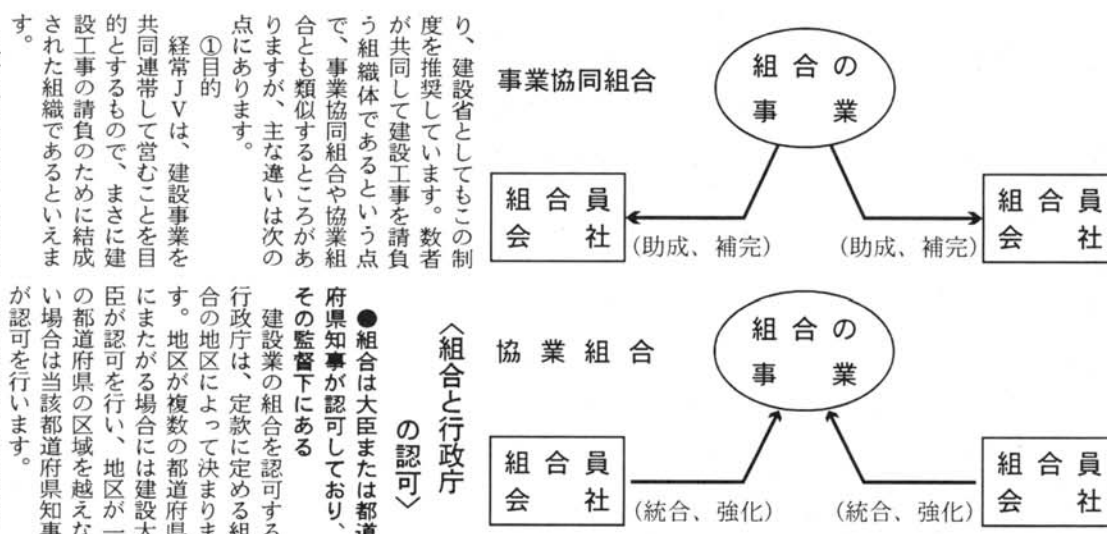 り、建設省としてもこの制
度を推奨しています。数者
が共同して建設工事を請負
う組織体であるという点
で、事業協同組合や協業組
合とも類似するところがあ
りますが、主な違いは次の
点にあります。
①目的
経常JVは、建設事業を
共同連帯して営むことを目
的とするもので、まさに建
設工事の請負のために結成
された組織であるといえま
す。
事業協同組合
組合の
事業
組合員
会社
(助成、補完)
(助成、補完)
組合員
会社
協業組合
組合の
事業
組合員
会社
(統合、強化)
(統合、強化)
組合員
会社
〈組合と行政庁
の認可〉
●組合は大臣または都道
府県知事が認可しており、
その監督下にある
建設業の組合を認可する
行政庁は、定款に定める組
合の地区によって決まりま
す。地区が複数の都道府県
にまたがる場合には建設大
臣が認可を行い、地区が一
の都道府県の区域を越えな
い場合は当該都道府県知事
が認可を行います。